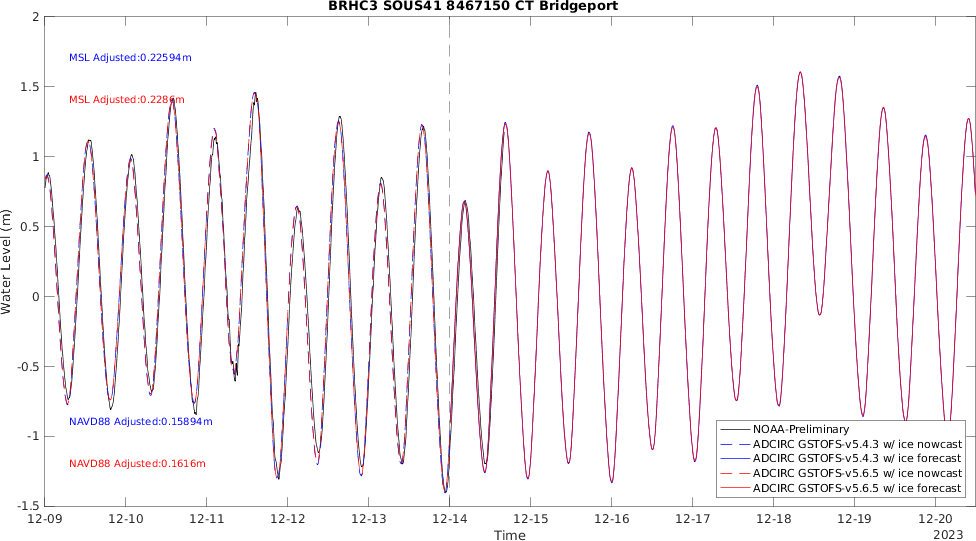 BRHC3 SOUS41 8467150 CT Bridgeport
2
1.5
1
0.5
0
-0.5
-1
-1.5
Water Level (m)
MSL Adjusted:0.22594m
MSL Adjusted:0.2286m
NAVD88 Adjusted:0.15894m
NAVD88 Adjusted:0.1616m
NOAA-Preliminary
ADCIRC GSTOFS-v5.4.3 w/ ice nowcast
ADCIRC GSTOFS-v5.4.3 w/ ice forecast
ADCIRC GSTOFS-v5.6.5 w/ ice nowcast
ADCIRC GSTOFS-v5.6.5 w/ ice forecast
12-09 12-10 12-11 12-12 12-13 12-14 12-15 12-16 12-17 12-18 12-19 12-20
Time
2023